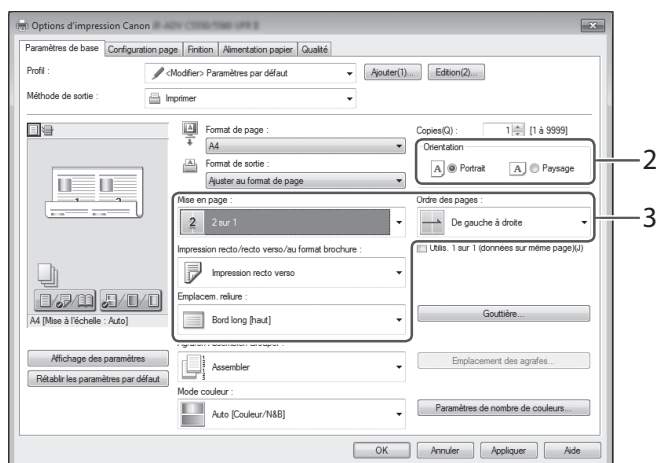 Options d'impression Canon
Paramètres de base Configuration page Finition Alimentation papier Qualité
Profil : <Modifier> Paramètres par défaut Ajouter(1)... Edition(2)...
Méthode de sortie : Imprimer
Format de page : Copies(Q) : 1 [1 à 9999]
A4 Orientation
Format de sortie : A Portrait A Paysage 2
Ajuster au format de page
Mise en page : Ordre des pages :
2 2 sur 1 De gauche à droite 3
Impression recto/recto verso/au format brochure : Utilis. 1 sur 1 (données sur même page)(J)
Impression recto verso
Emplacem. reliure :
A4 [Mise à l'échelle : Auto] Bord long [haut] Gouttière...
Affichage des paramètres Assembler Emplacement des agrafes...
Rétablir les paramètres par défaut
Mode couleur :
Auto [Couleur/N&B] Paramètres de nombre de couleurs...
OK Annuler Appliquer Aide